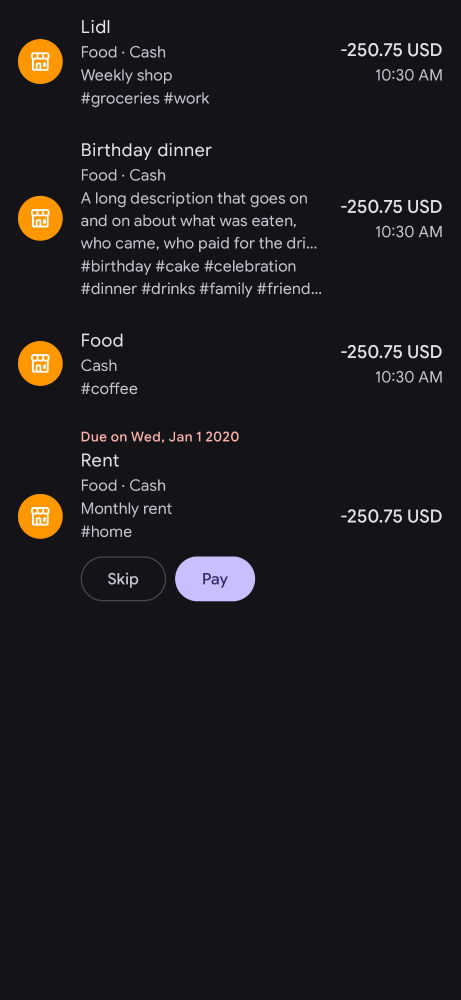 Lidl
Food · Cash
Weekly shop
#groceries #work
-250.75 USD
10:30 AM
Birthday dinner
Food · Cash
A long description that goes on
and on about what was eaten,
who came, who paid for the dri...
#birthday #cake #celebration
#dinner #drinks #family #friend...
-250.75 USD
10:30 AM
Food
Cash
#coffee
-250.75 USD
10:30 AM
Due on Wed, Jan 1 2020
Rent
Food · Cash
Monthly rent
#home
-250.75 USD
Skip
Pay